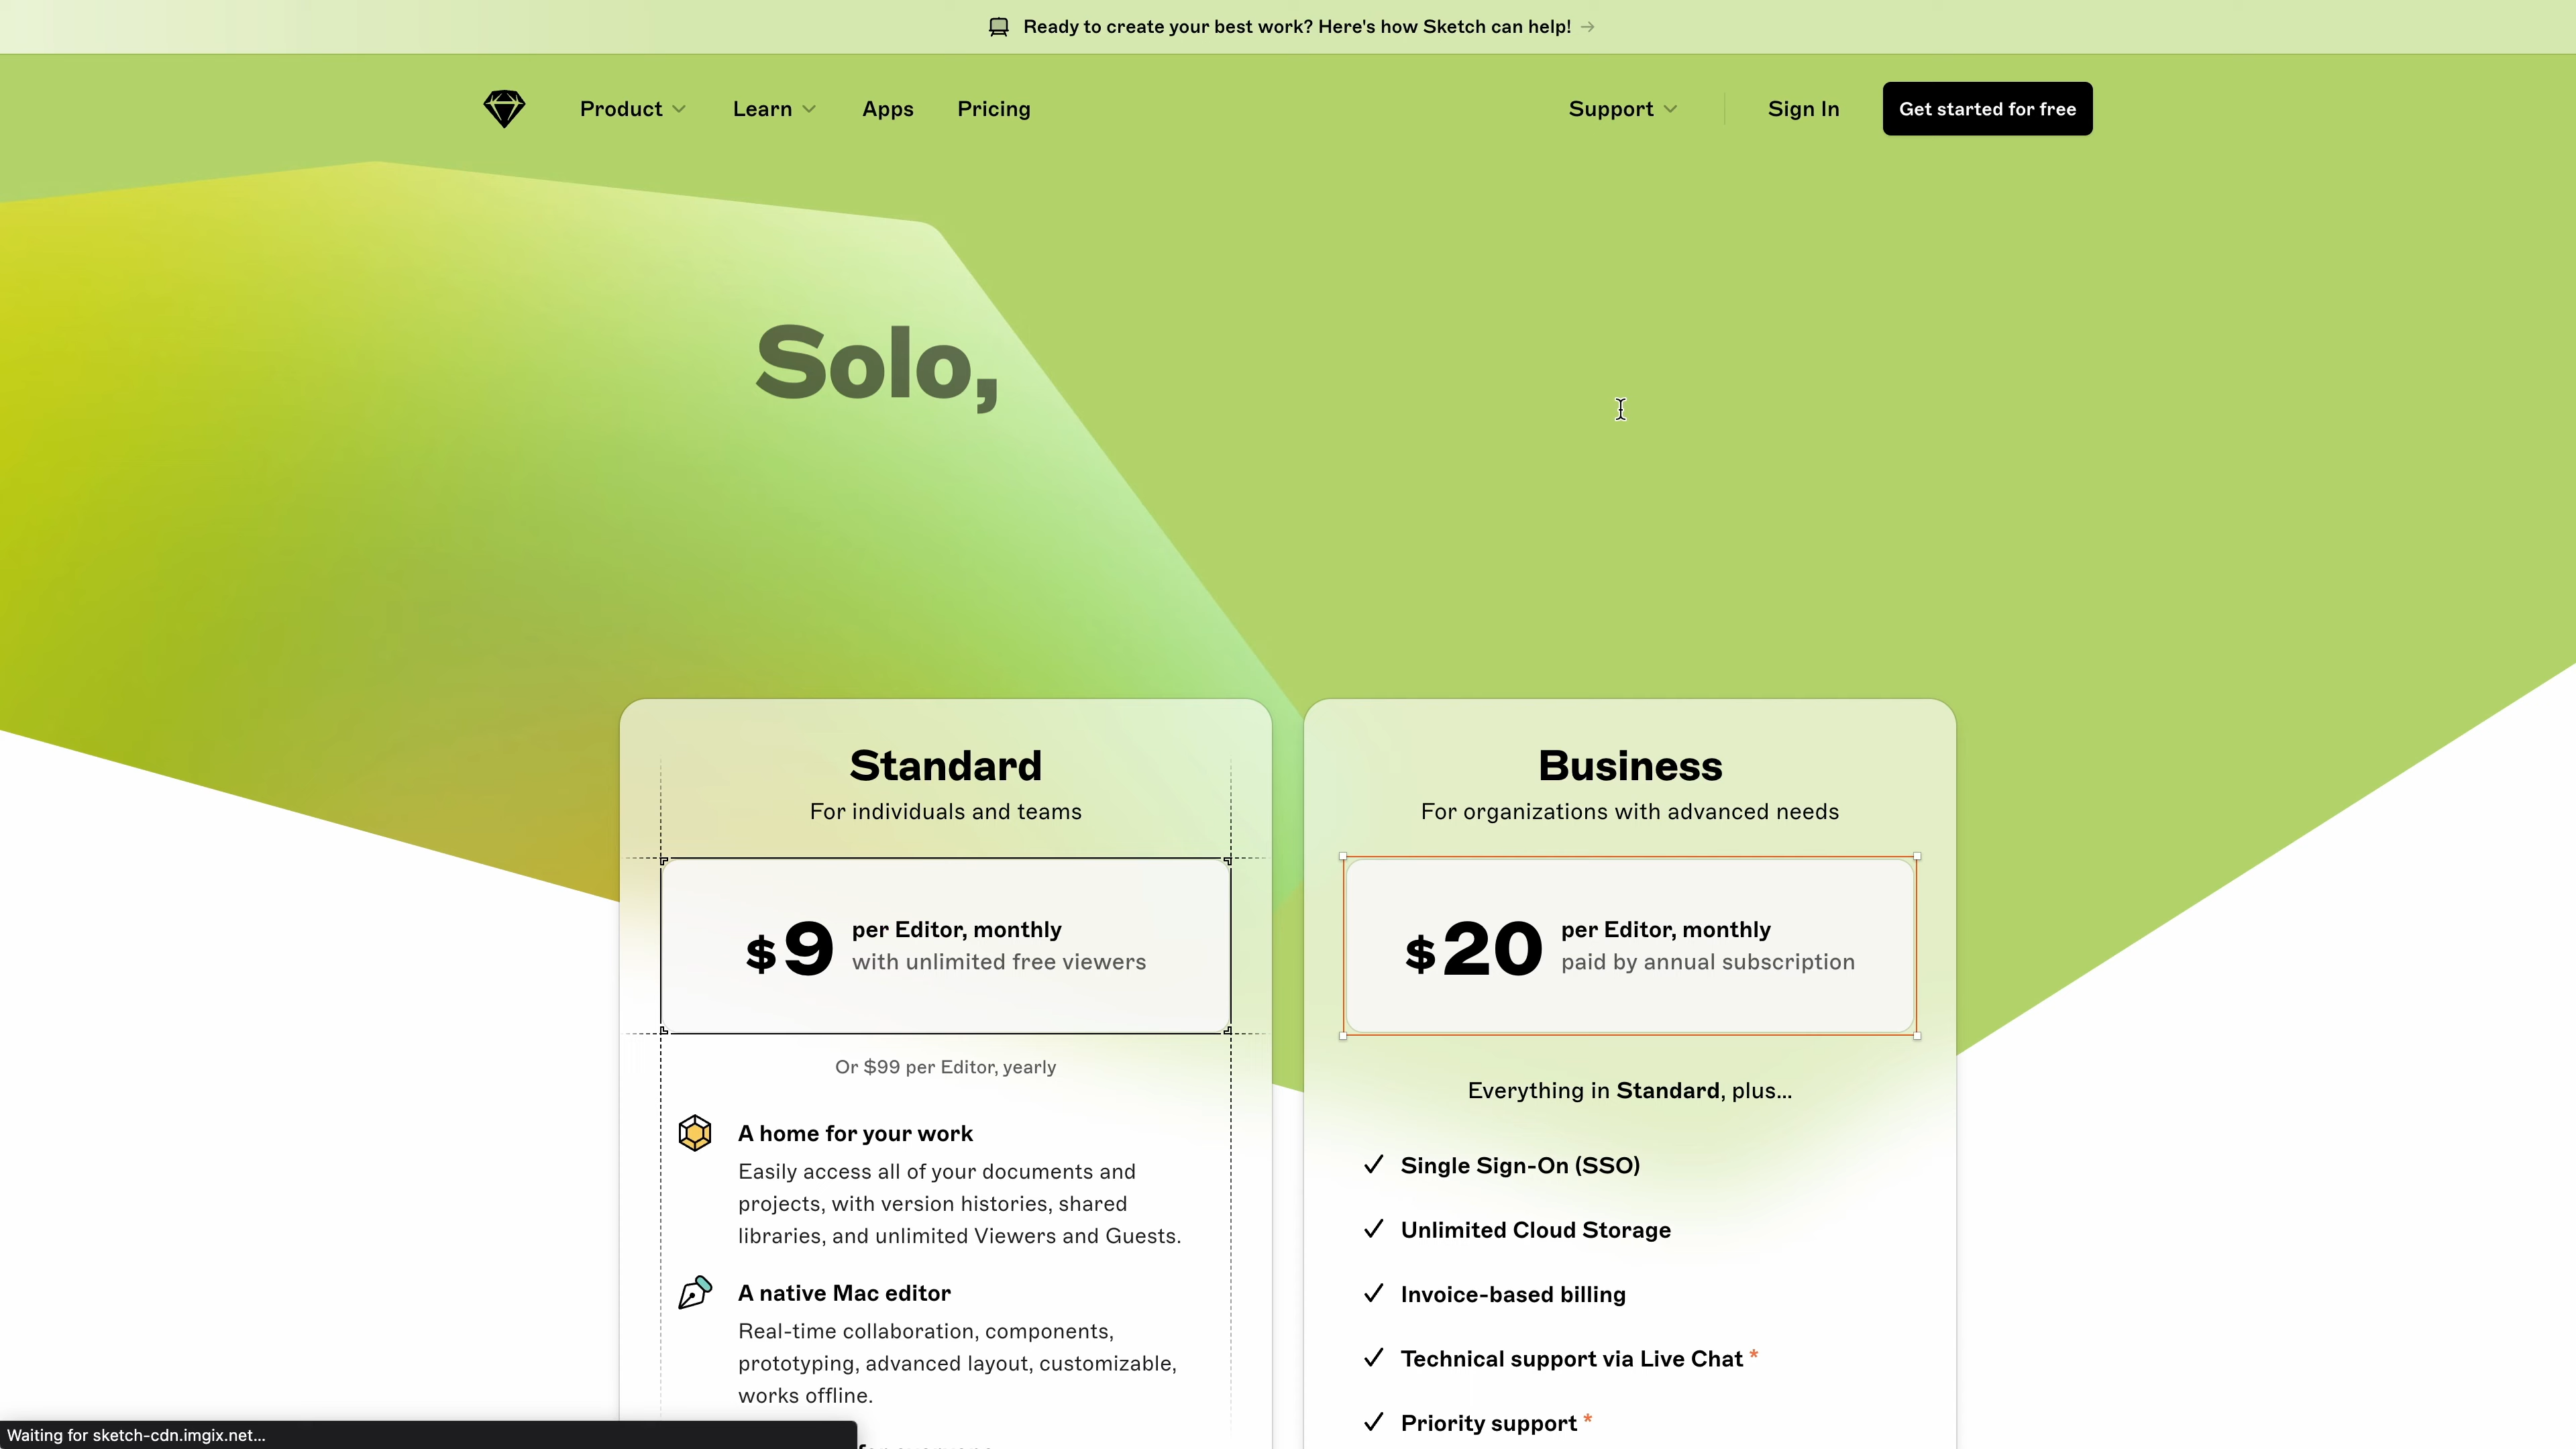 Ready to create your best work? Here's how Sketch can help! →
Product
Learn
Apps
Pricing
Support
Sign In
Get started for free
Solo,
Standard
For individuals and teams
$9
per Editor, monthly
with unlimited free viewers
Or $99 per Editor, yearly
A home for your work
Easily access all of your documents and
projects, with version histories, shared
libraries, and unlimited Viewers and Guests.
A native Mac editor
Real-time collaboration, components,
prototyping, advanced layout, customizable,
works offline.
Business
For organizations with advanced needs
$20
per Editor, monthly
paid by annual subscription
Everything in Standard, plus...
✓ Single Sign-On (SSO)
✓ Unlimited Cloud Storage
✓ Invoice-based billing
✓ Technical support via Live Chat *
✓ Priority support *
Waiting for sketch-cdn.imgix.net...